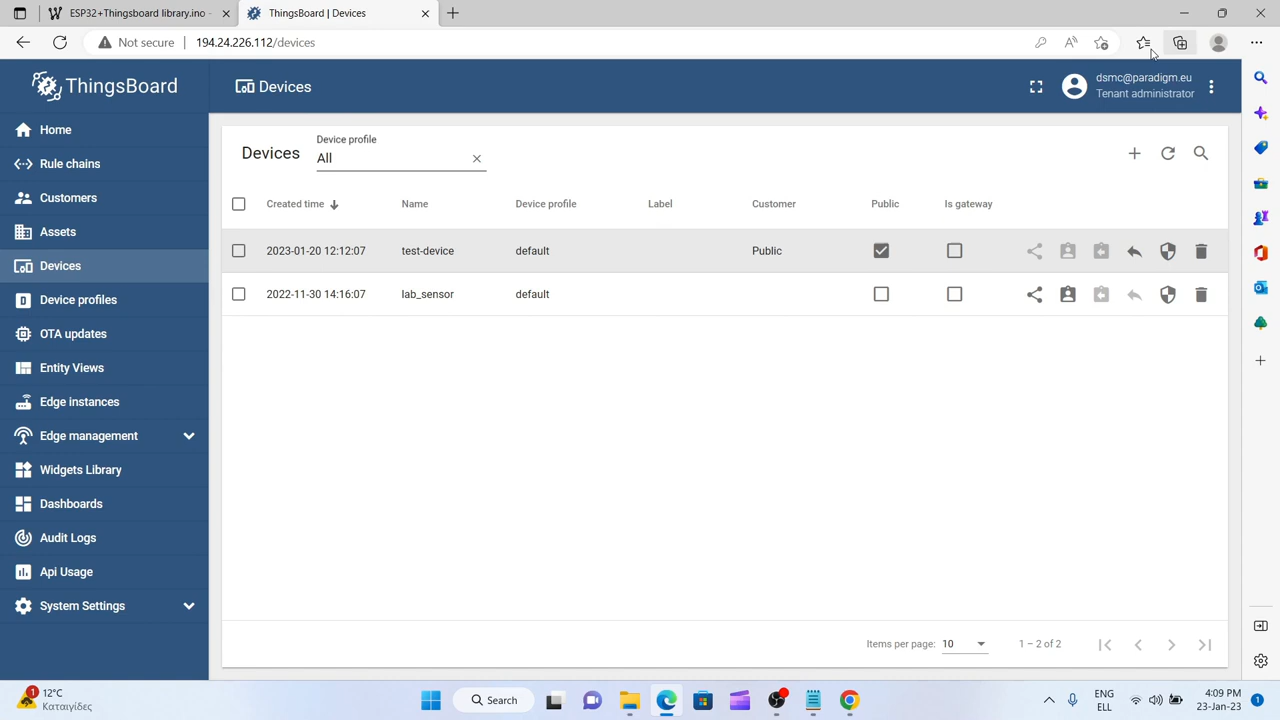 ESP32+Thingsboard library.ino -
ThingsBoard | Devices
Not secure
194.24.226.112/devices
ThingsBoard
Devices
dsmc@paradigm.eu
Tenant administrator
Home
Rule chains
Customers
Assets
Devices
Device profiles
OTA updates
Entity Views
Edge instances
Edge management
Widgets Library
Dashboards
Audit Logs
Api Usage
System Settings
Devices
Device profile
All
Created time Name Device profile Label Customer Public Is gateway
2023-01-20 12:12:07 test-device default Public
2022-11-30 14:16:07 lab_sensor default
Items per page: 10 1 – 2 of 2
1
12°C
Καταιγίδες
Search
ENG
ΕLL
4:09 PM
23-Jan-23
1